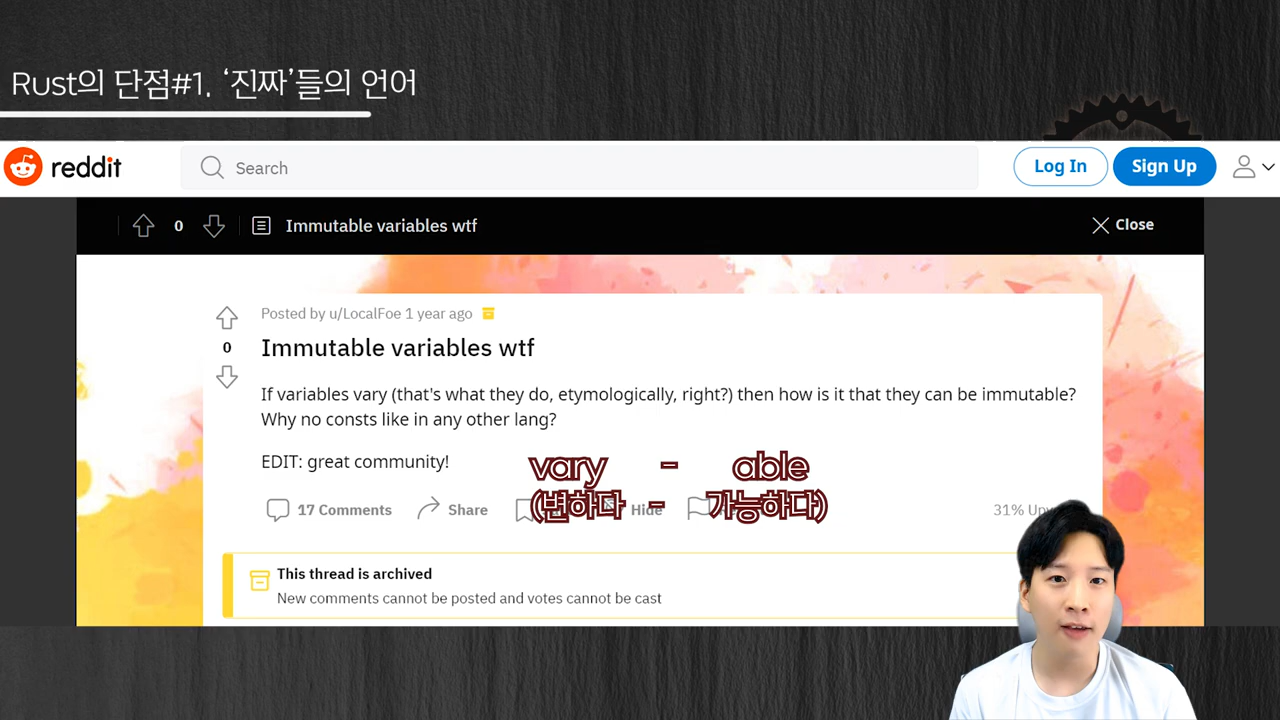 Rust의 단점#1. ‘진짜’들의 언어
reddit
Search
Log In
Sign Up
0
Immutable variables wtf
Close
Posted by u/LocalFoe 1 year ago
0
Immutable variables wtf
If variables vary (that's what they do, etymologically, right?) then how is it that they can be immutable?
Why no consts like in any other lang?
EDIT: great community!
vary - able
(변하다 - 가능하다)
17 Comments
Share
Hide
31%
This thread is archived
New comments cannot be posted and votes cannot be cast